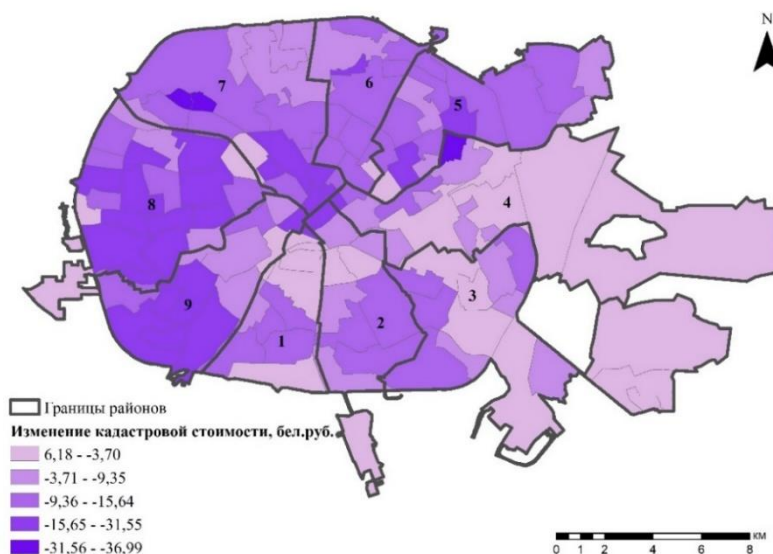 N
7
6
5
8
4
9
3
2
1
Границы районов
Изменение кадастровой стоимости, бел.руб.
6,18 - -3,70
-3,71 - -9,35
-9,36 - -15,64
-15,65 - -31,55
-31,56 - -36,99
км
0 1 2 4 6 8